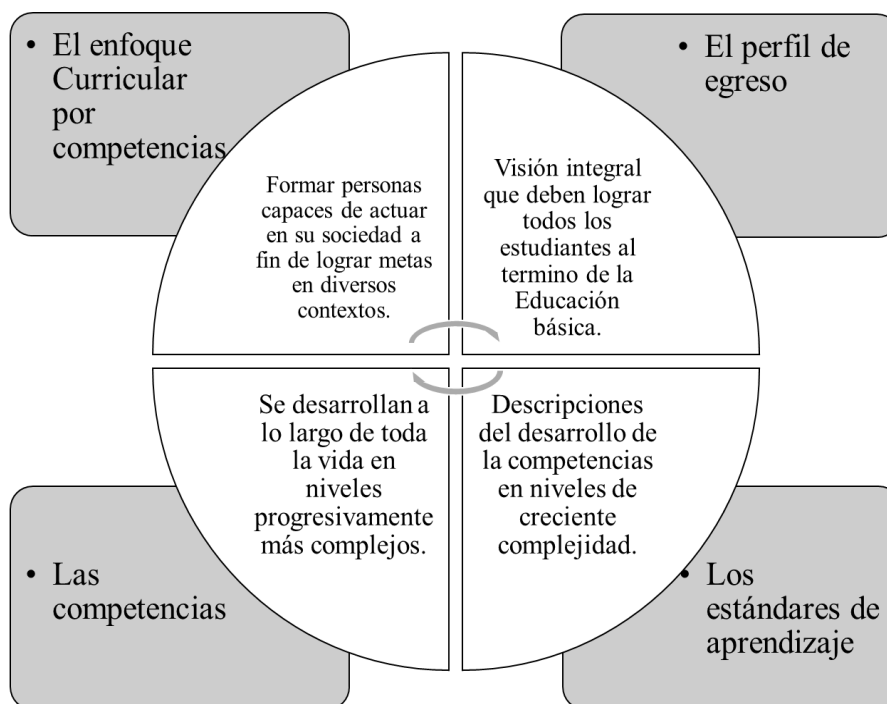 • El enfoque
Curricular
por
competencias
Formar personas
capaces de actuar
en su sociedad a
fin de lograr metas
en diversos
contextos.
• El perfil de
egreso
Visión integral
que deben lograr
todos los
estudiantes al
termino de la
Educación
básica.
• Las
competencias
Se desarrollan a
lo largo de toda
la vida en
niveles
progresivamente
más complejos.
Descripciones
del desarrollo de
la competencias
en niveles de
creciente
complejidad.
• Los
estándares de
aprendizaje